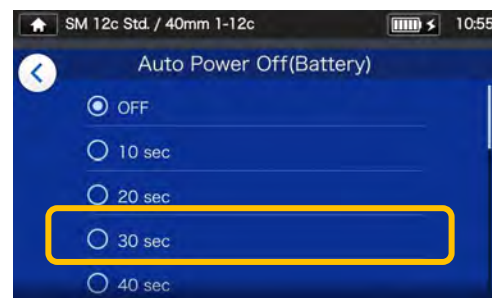 SM 12c Std. / 40mm 1-12c 10:55
Auto Power Off(Battery)
OFF
10 sec
20 sec
30 sec
40 sec